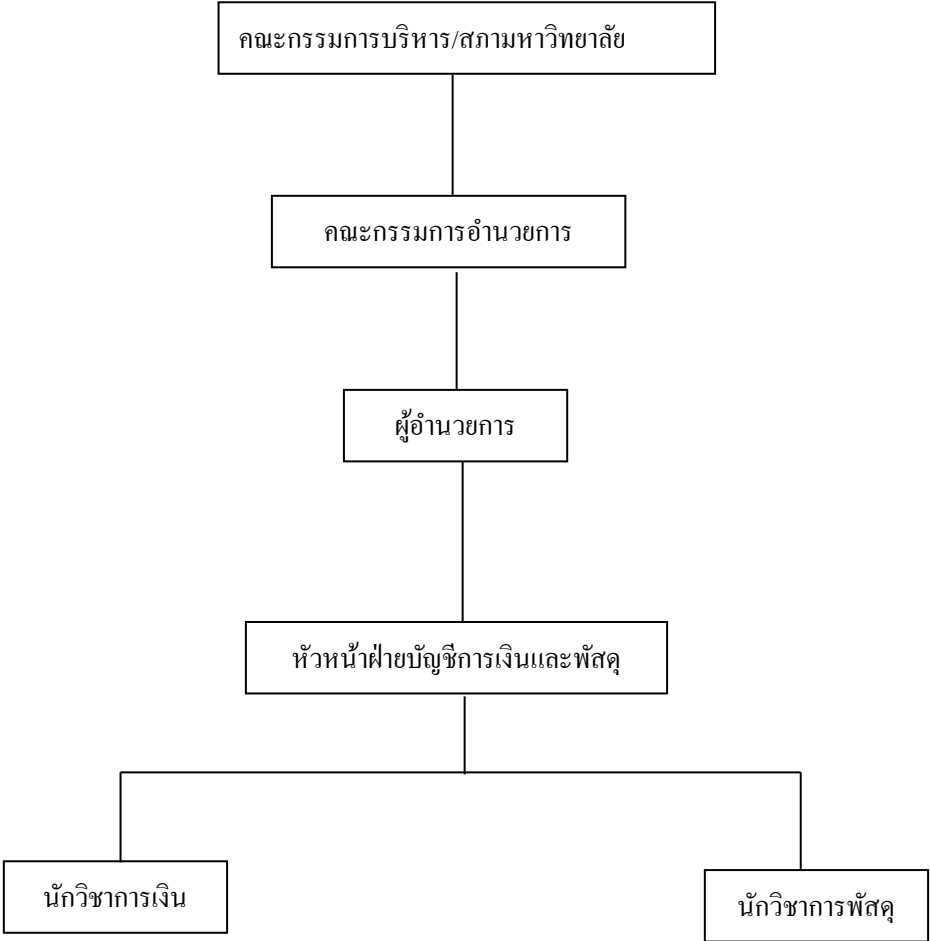 คณะกรรมการบริหาร/สภามหาวิทยาลัย
คณะกรรมการอำนวยการ
ผู้อำนวยการ
หัวหน้าฝ่ายบัญชีการเงินและพัสดุ
นักวิชาการเงิน
นักวิชาการพัสดุ